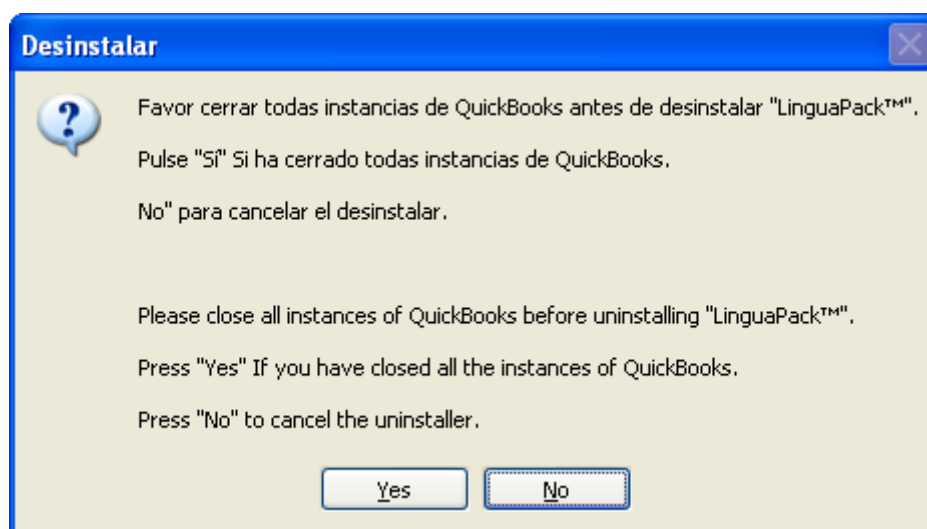 Desinstalar
Favor cerrar todas instancias de QuickBooks antes de desinstalar "LinguaPack™".
Pulse "Sí" Si ha cerrado todas instancias de QuickBooks.
No" para cancelar el desinstalar.
Please close all instances of QuickBooks before uninstalling "LinguaPack™".
Press "Yes" If you have closed all the instances of QuickBooks.
Press "No" to cancel the uninstaller.
Yes No